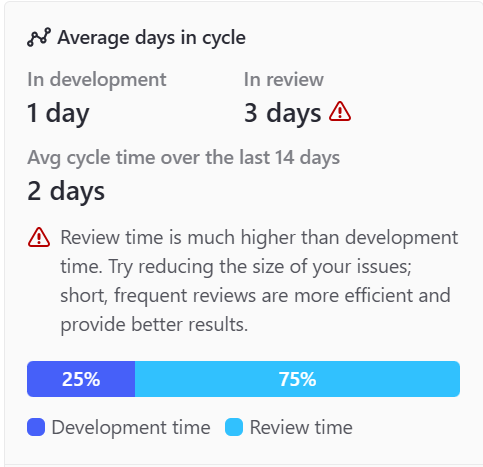 Average days in cycle
In development
In review
1 day
3 days
Avg cycle time over the last 14 days
2 days
Review time is much higher than development
time. Try reducing the size of your issues;
short, frequent reviews are more efficient and
provide better results.
25%
75%
Development time
Review time